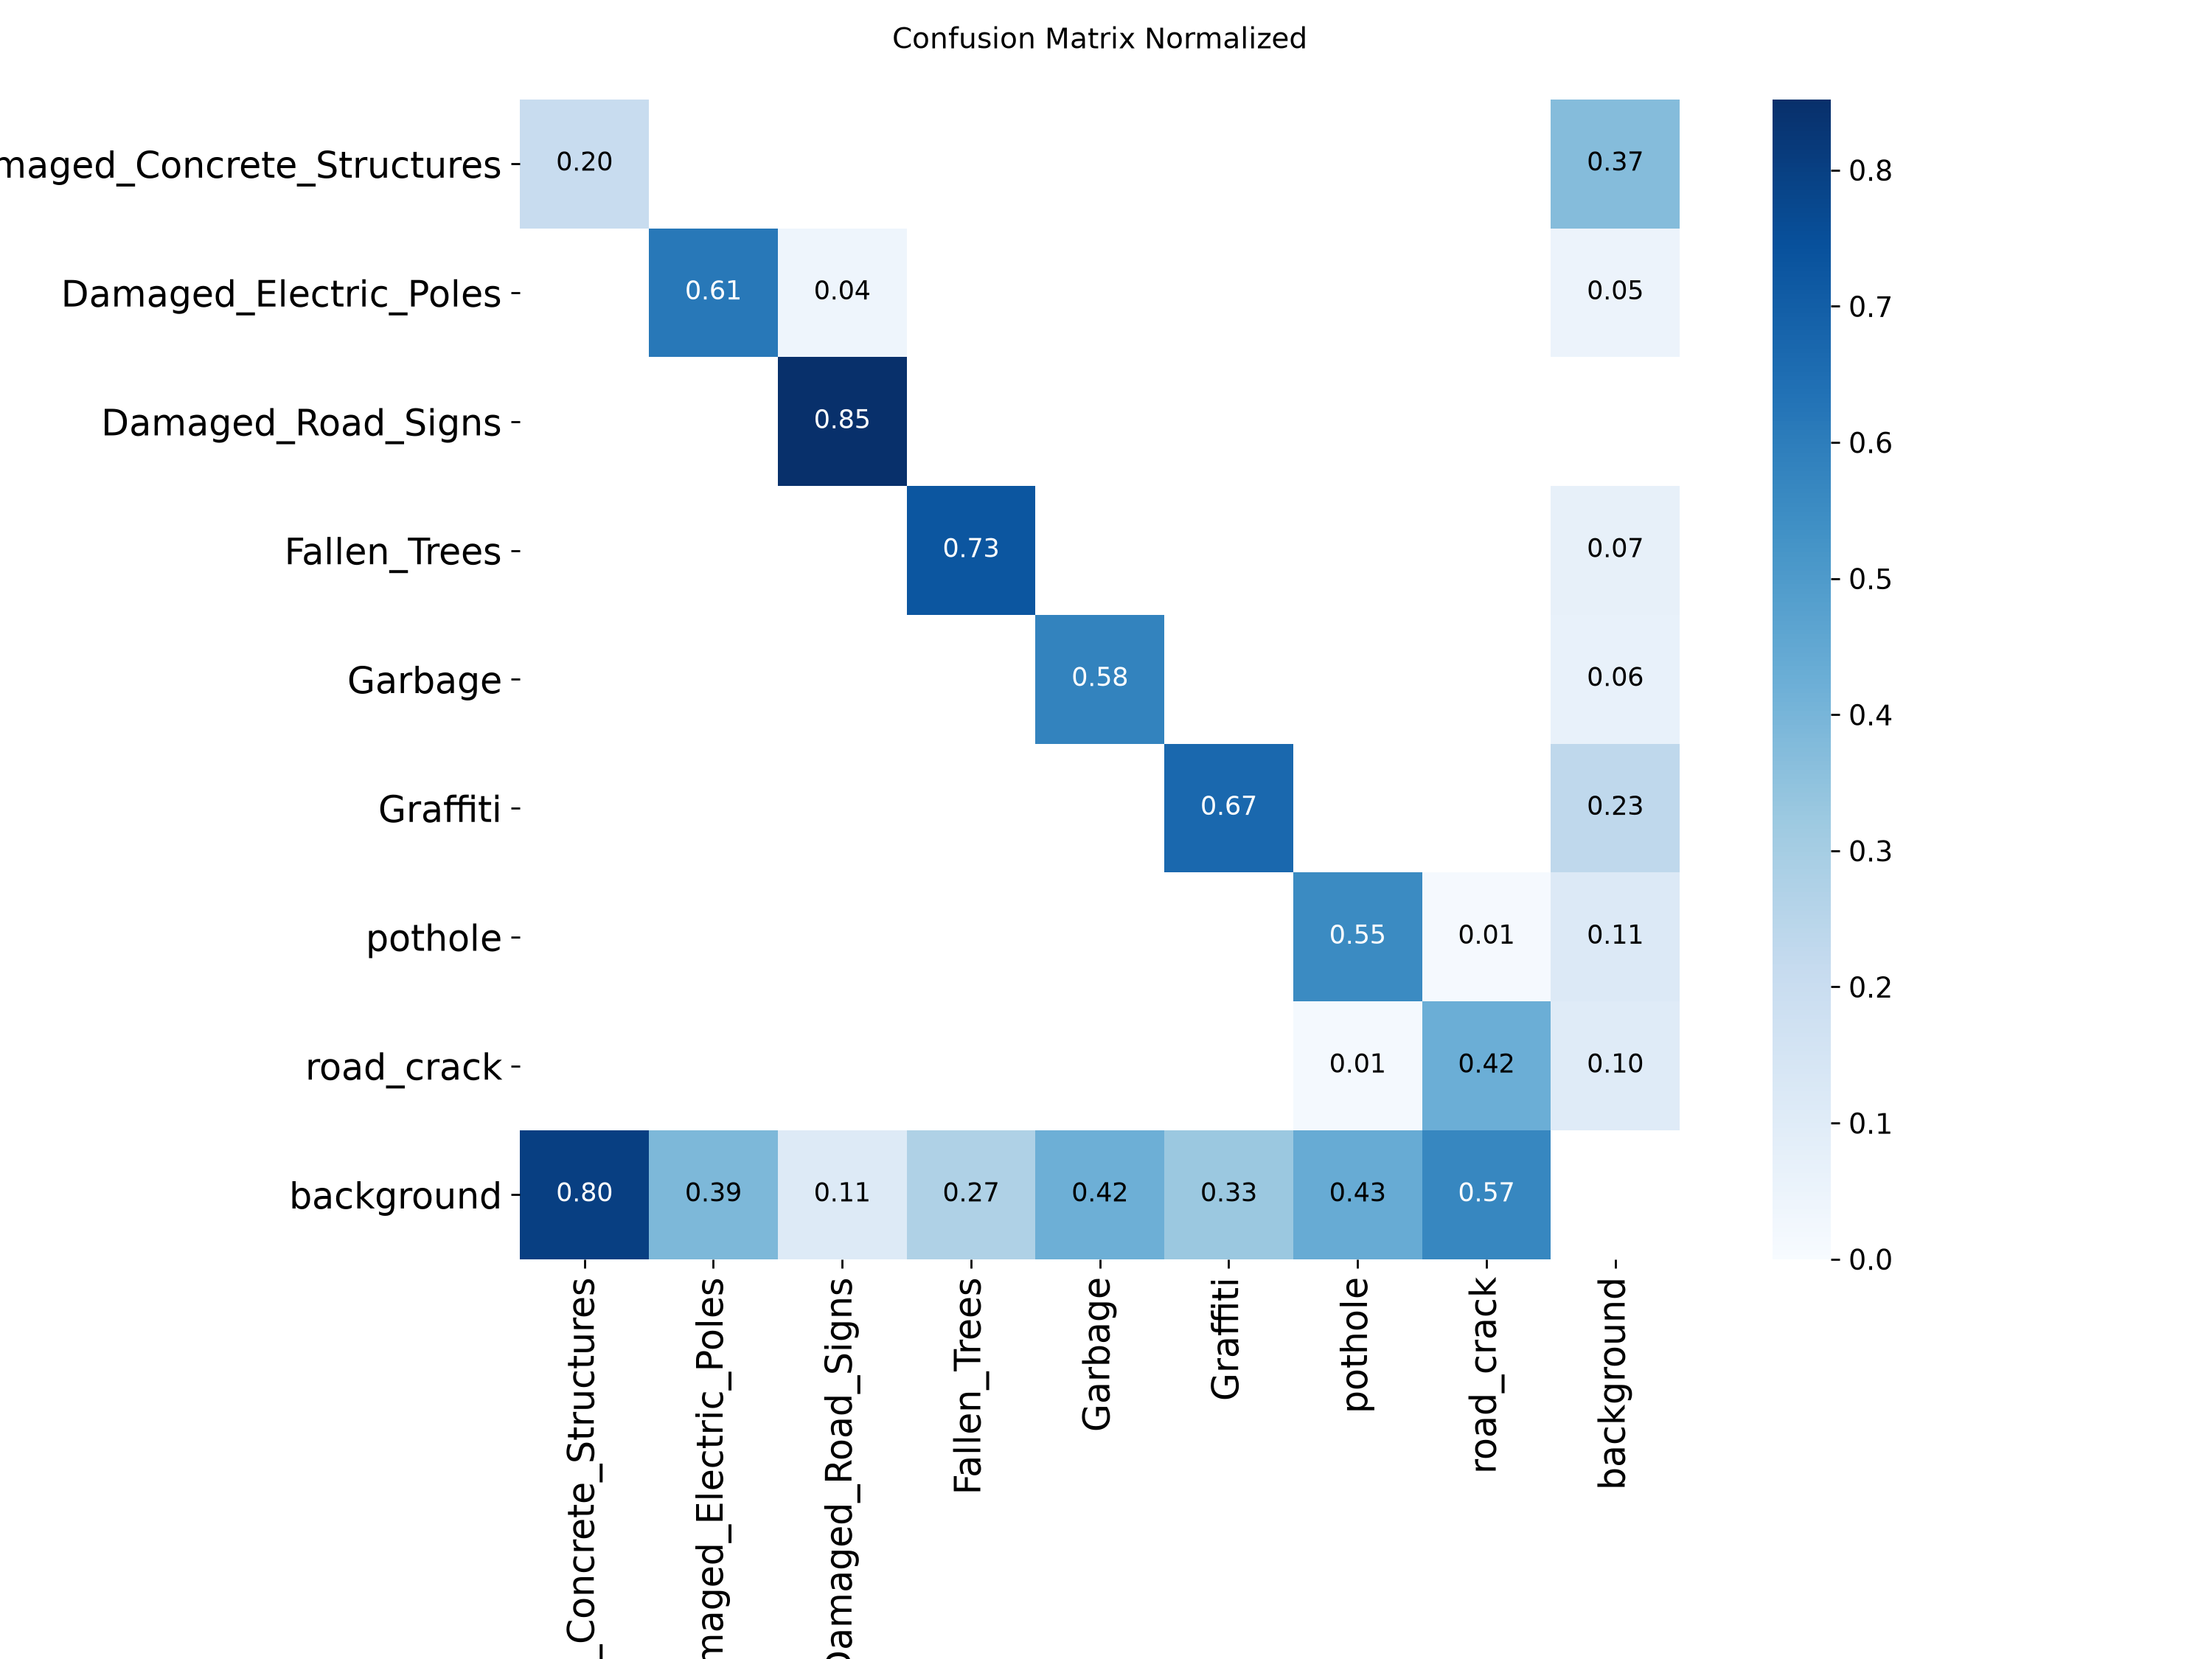 Confusion Matrix Normalized
maged_Concrete_Structures 0.20 0.37 0.8
Damaged_Electric_Poles 0.61 0.04 0.05 0.7
Damaged_Road_Signs 0.85 0.6
Fallen_Trees 0.73 0.07 0.5
Garbage 0.58 0.06 0.4
Graffiti 0.67 0.23 0.3
pothole 0.55 0.01 0.11 0.2
road_crack 0.01 0.42 0.10 0.1
background 0.80 0.39 0.11 0.27 0.42 0.33 0.43 0.57 0.0
_Concrete_Structures
maged_Electric_Poles
Damaged_Road_Signs
Fallen_Trees
Garbage
Graffiti
pothole
road_crack
background